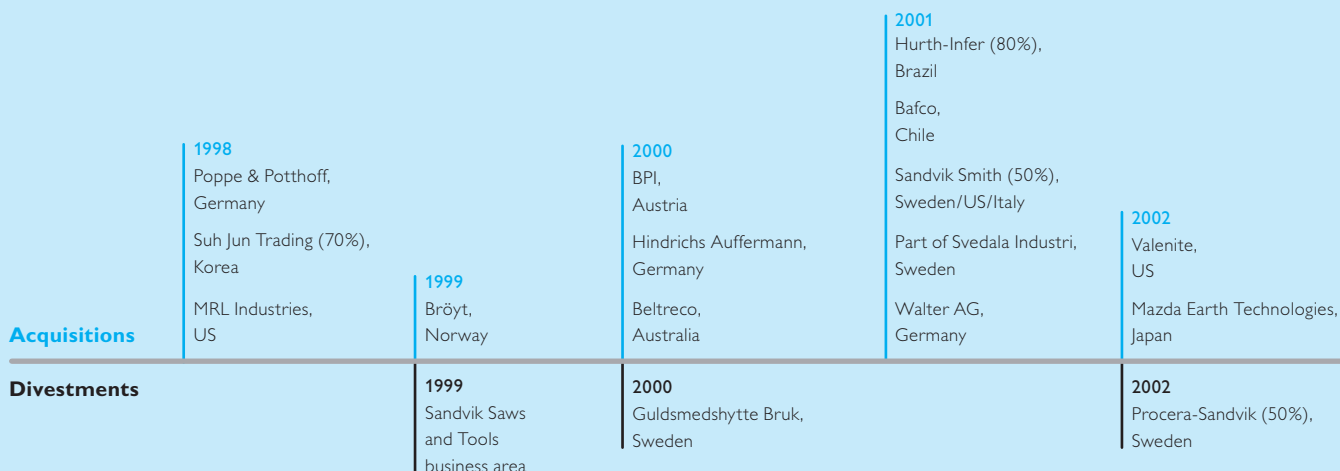 2001
Hurth-Infer (80%),
Brazil
Bafco,
Chile
Sandvik Smith (50%),
Sweden/US/Italy
Part of Svedala Industri,
Sweden
Walter AG,
Germany
1998
Poppe & Potthoff,
Germany
Suh Jun Trading (70%),
Korea
MRL Industries,
US
1999
Bröyt,
Norway
2000
BPI,
Austria
Hindrichs Auffermann,
Germany
Beltreco,
Australia
2002
Valenite,
US
Mazda Earth Technologies,
Japan
Acquisitions
Divestments
1999
Sandvik Saws
and Tools
business area
2000
Guldsmedshytte Bruk,
Sweden
2002
Procera-Sandvik (50%),
Sweden